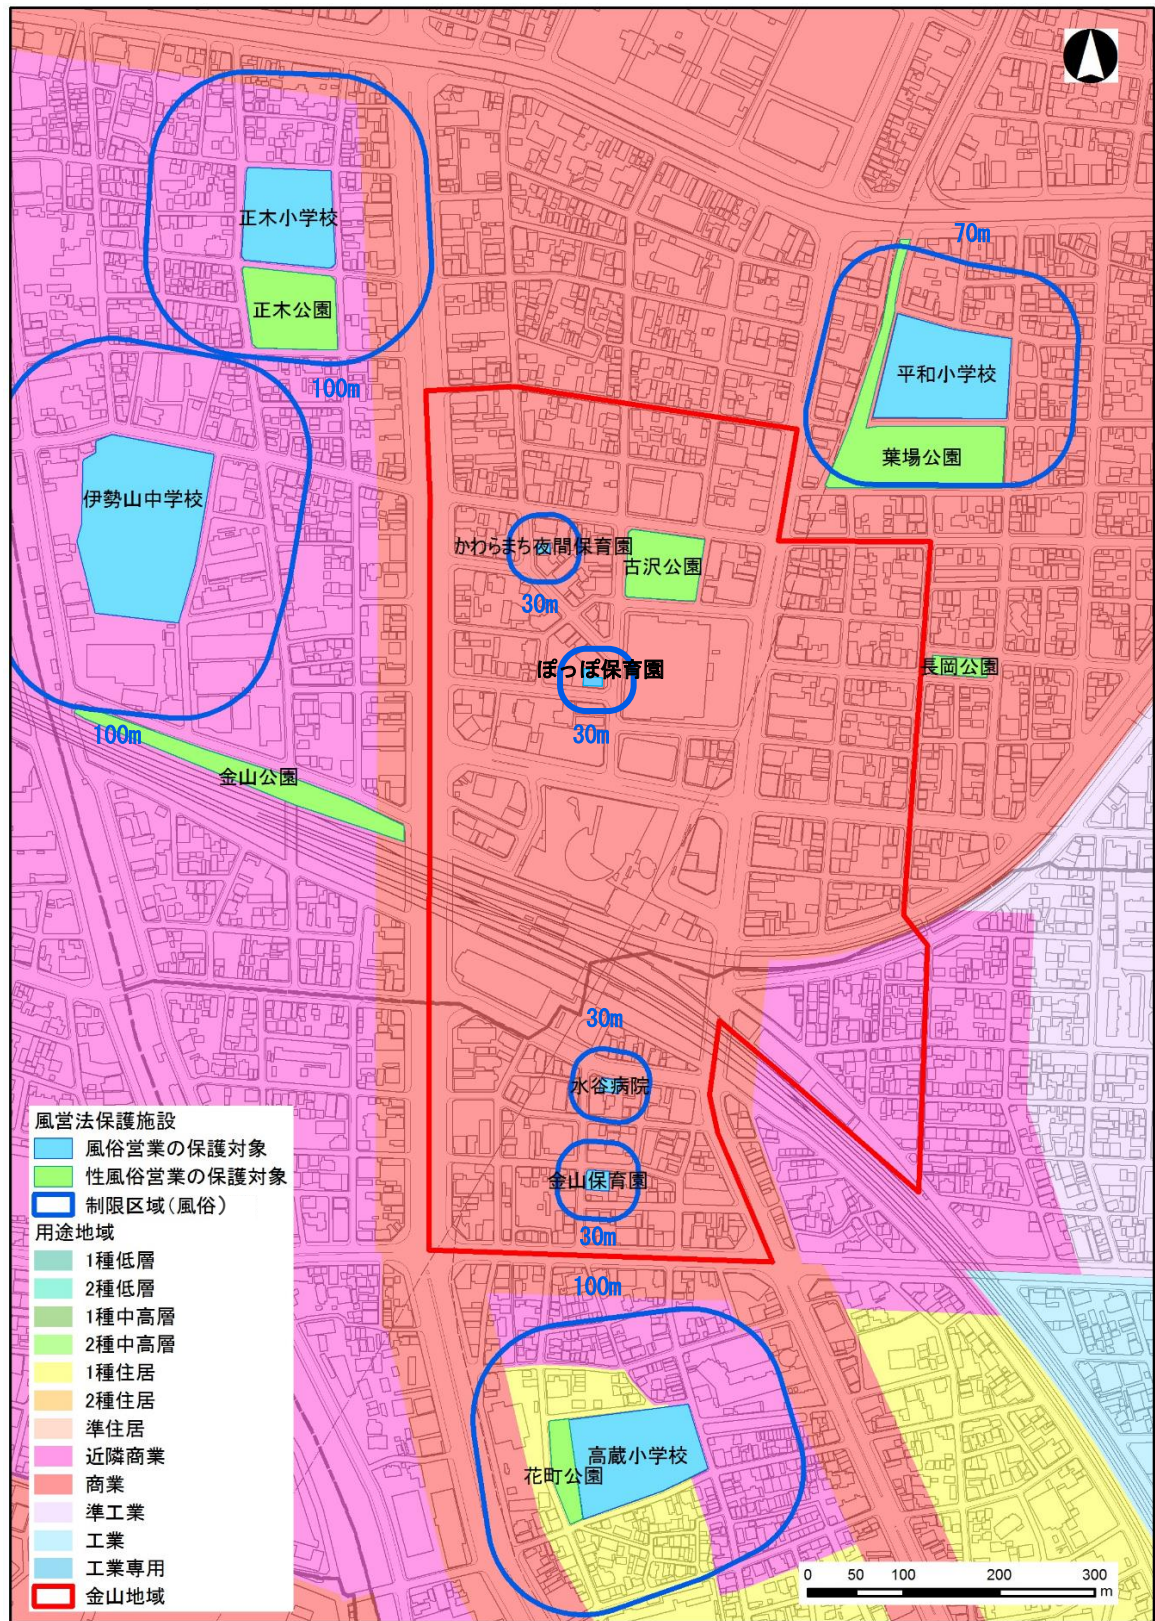 正木小学校
70m
正木公園
平和小学校
100m
葉場公園
伊勢山中学校
かわらまち夜間保育園
古沢公園
30m
ぽっぽ保育園
長岡公園
100m
30m
金山公園
30m
水谷病院
金山保育園
30m
100m
高蔵小学校
花町公園
風営法保護施設
風俗営業の保護対象
性風俗営業の保護対象
制限区域(風俗)
用途地域
1種低層
2種低層
1種中高層
2種中高層
1種住居
2種住居
準住居
近隣商業
商業
準工業
工業
工業専用
金山地域
0 50 100 200 300
m